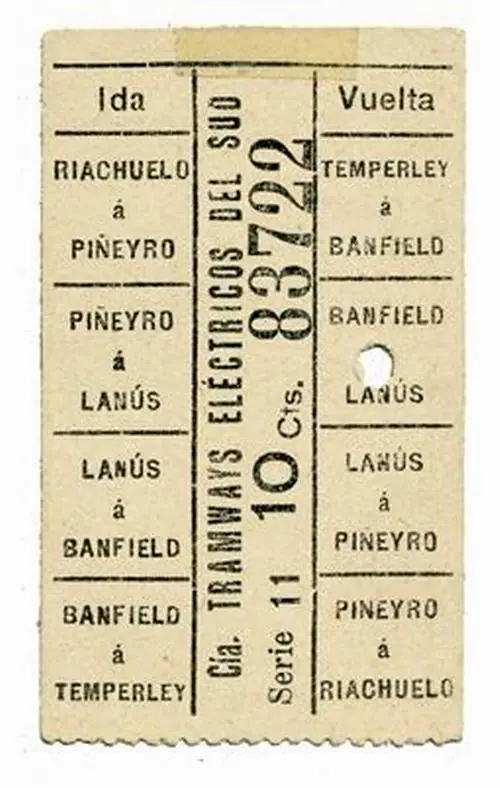 Ida
RIACHUELO
á
PIÑEYRO
PIÑEYRO
á
LANÚS
LANÚS
á
BANFIELD
BANFIELD
á
TEMPERLEY
Cía. TRAMWAYS ELÉCTRICOS DEL SUD
Serie 11 10 Cts. 83722
Vuelta
TEMPERLEY
à
BANFIELD
BANFIELD
LANÚS
LANÚS
á
PIÑEYRO
PIÑEYRO
á
RIACHUELO